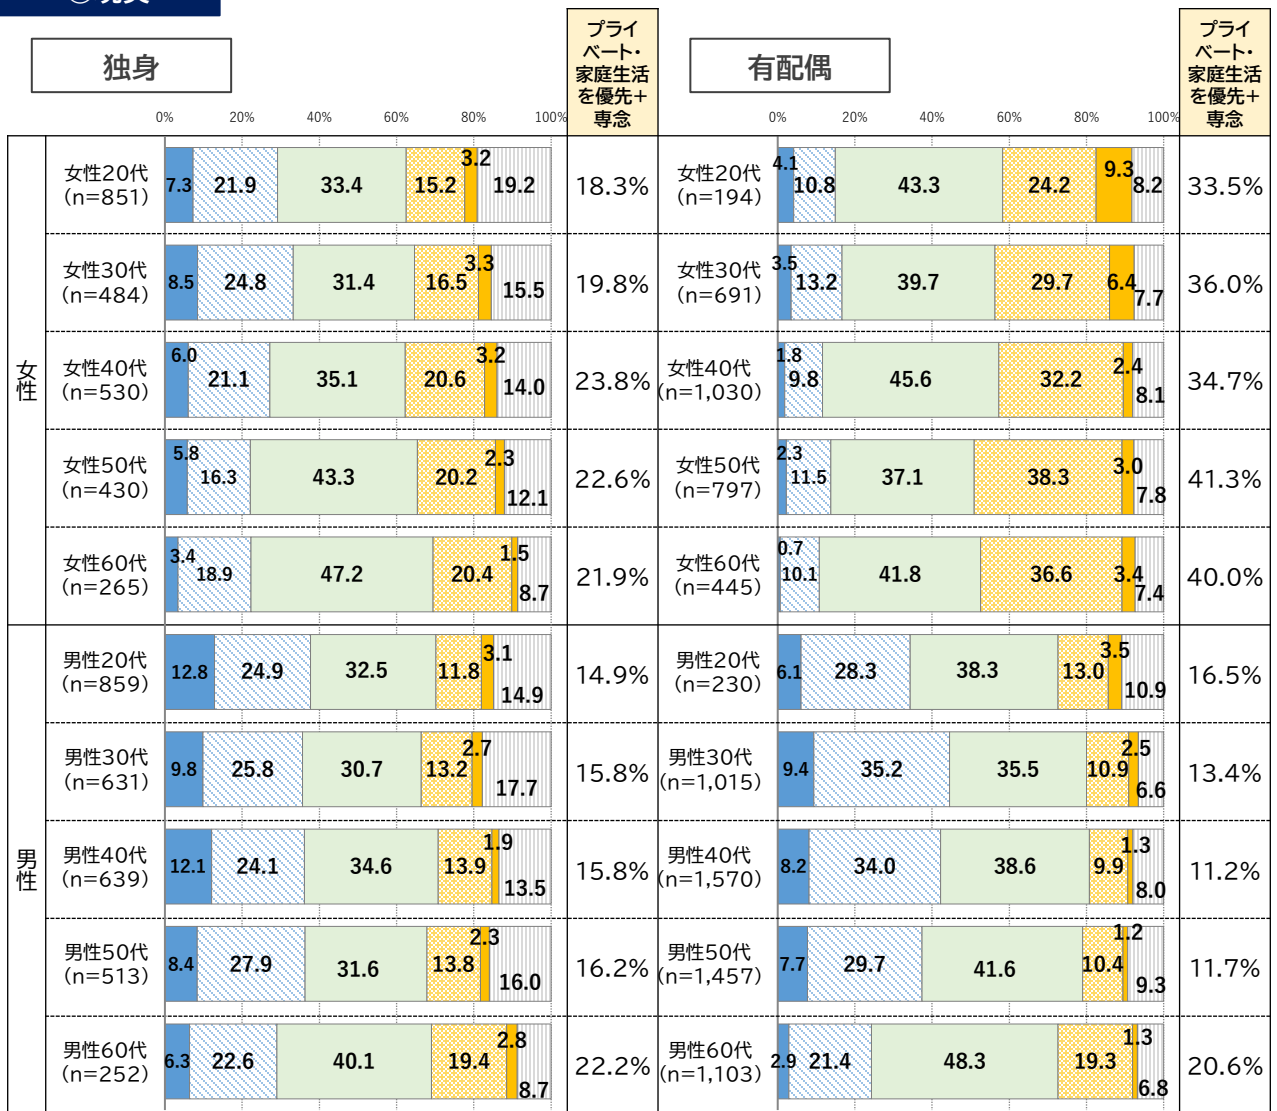 独身
プライ
ベート・
家庭生活
を優先＋
専念
有配偶
プライ
ベート・
家庭生活
を優先＋
専念
0% 20% 40% 60% 80% 100%
0% 20% 40% 60% 80% 100%
女性
女性20代
(n=851)
7.3 21.9 33.4 15.2 3.2 19.2
18.3%
女性20代
(n=194)
4.1 10.8 43.3 24.2 9.3 8.2
33.5%
女性30代
(n=484)
8.5 24.8 31.4 16.5 3.3 15.5
19.8%
女性30代
(n=691)
3.5 13.2 39.7 29.7 6.4 7.7
36.0%
女性40代
(n=530)
6.0 21.1 35.1 20.6 3.2 14.0
23.8%
女性40代
(n=1,030)
1.8 9.8 45.6 32.2 2.4 8.1
34.7%
女性50代
(n=430)
5.8 16.3 43.3 20.2 2.3 12.1
22.6%
女性50代
(n=797)
2.3 11.5 37.1 38.3 3.0 7.8
41.3%
女性60代
(n=265)
3.4 18.9 47.2 20.4 1.5 8.7
21.9%
女性60代
(n=445)
0.7 10.1 41.8 36.6 3.4 7.4
40.0%
男性
男性20代
(n=859)
12.8 24.9 32.5 11.8 3.1 14.9
14.9%
男性20代
(n=230)
6.1 28.3 38.3 13.0 3.5 10.9
16.5%
男性30代
(n=631)
9.8 25.8 30.7 13.2 2.7 17.7
15.8%
男性30代
(n=1,015)
9.4 35.2 35.5 10.9 2.5 6.6
13.4%
男性40代
(n=639)
12.1 24.1 34.6 13.9 1.9 13.5
15.8%
男性40代
(n=1,570)
8.2 34.0 38.6 9.9 1.3 8.0
11.2%
男性50代
(n=513)
8.4 27.9 31.6 13.8 2.3 16.0
16.2%
男性50代
(n=1,457)
7.7 29.7 41.6 10.4 1.2 9.3
11.7%
男性60代
(n=252)
6.3 22.6 40.1 19.4 2.8 8.7
22.2%
男性60代
(n=1,103)
2.9 21.4 48.3 19.3 1.3 6.8
20.6%